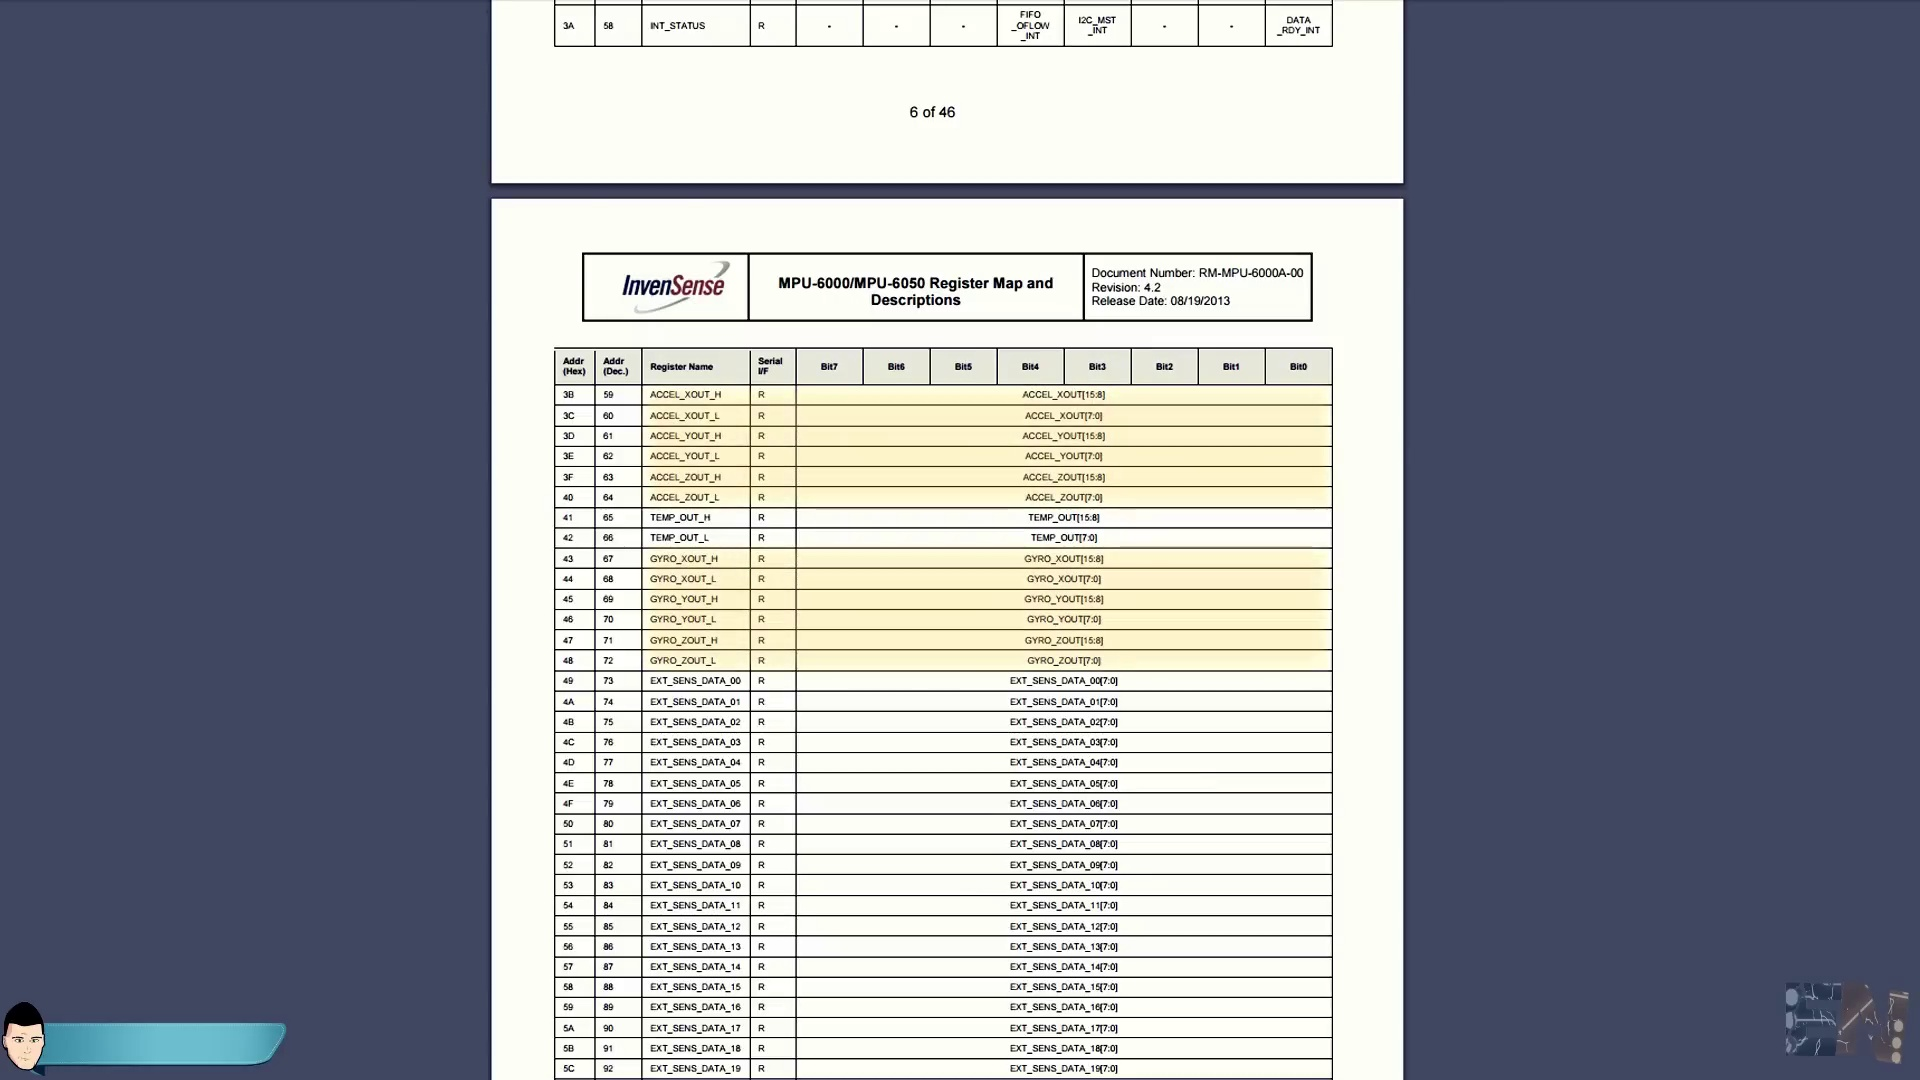 3A 58 INT_STATUS R - - - FIFO _OFLOW _INT I2C_MST _INT - - DATA _RDY_INT
6 of 46
InvenSense
MPU-6000/MPU-6050 Register Map and
Descriptions
Document Number: RM-MPU-6000A-00
Revision: 4.2
Release Date: 08/19/2013
Addr (Hex) Addr (Dec.) Register Name Serial I/F Bit7 Bit6 Bit5 Bit4 Bit3 Bit2 Bit1 Bit0
3B 59 ACCEL_XOUT_H R ACCEL_XOUT[15:8]
3C 60 ACCEL_XOUT_L R ACCEL_XOUT[7:0]
3D 61 ACCEL_YOUT_H R ACCEL_YOUT[15:8]
3E 62 ACCEL_YOUT_L R ACCEL_YOUT[7:0]
3F 63 ACCEL_ZOUT_H R ACCEL_ZOUT[15:8]
40 64 ACCEL_ZOUT_L R ACCEL_ZOUT[7:0]
41 65 TEMP_OUT_H R TEMP_OUT[15:8]
42 66 TEMP_OUT_L R TEMP_OUT[7:0]
43 67 GYRO_XOUT_H R GYRO_XOUT[15:8]
44 68 GYRO_XOUT_L R GYRO_XOUT[7:0]
45 69 GYRO_YOUT_H R GYRO_YOUT[15:8]
46 70 GYRO_YOUT_L R GYRO_YOUT[7:0]
47 71 GYRO_ZOUT_H R GYRO_ZOUT[15:8]
48 72 GYRO_ZOUT_L R GYRO_ZOUT[7:0]
49 73 EXT_SENS_DATA_00 R EXT_SENS_DATA_00[7:0]
4A 74 EXT_SENS_DATA_01 R EXT_SENS_DATA_01[7:0]
4B 75 EXT_SENS_DATA_02 R EXT_SENS_DATA_02[7:0]
4C 76 EXT_SENS_DATA_03 R EXT_SENS_DATA_03[7:0]
4D 77 EXT_SENS_DATA_04 R EXT_SENS_DATA_04[7:0]
4E 78 EXT_SENS_DATA_05 R EXT_SENS_DATA_05[7:0]
4F 79 EXT_SENS_DATA_06 R EXT_SENS_DATA_06[7:0]
50 80 EXT_SENS_DATA_07 R EXT_SENS_DATA_07[7:0]
51 81 EXT_SENS_DATA_08 R EXT_SENS_DATA_08[7:0]
52 82 EXT_SENS_DATA_09 R EXT_SENS_DATA_09[7:0]
53 83 EXT_SENS_DATA_10 R EXT_SENS_DATA_10[7:0]
54 84 EXT_SENS_DATA_11 R EXT_SENS_DATA_11[7:0]
55 85 EXT_SENS_DATA_12 R EXT_SENS_DATA_12[7:0]
56 86 EXT_SENS_DATA_13 R EXT_SENS_DATA_13[7:0]
57 87 EXT_SENS_DATA_14 R EXT_SENS_DATA_14[7:0]
58 88 EXT_SENS_DATA_15 R EXT_SENS_DATA_15[7:0]
59 89 EXT_SENS_DATA_16 R EXT_SENS_DATA_16[7:0]
5A 90 EXT_SENS_DATA_17 R EXT_SENS_DATA_17[7:0]
5B 91 EXT_SENS_DATA_18 R EXT_SENS_DATA_18[7:0]
5C 92 EXT_SENS_DATA_19 R EXT_SENS_DATA_19[7:0]
EN